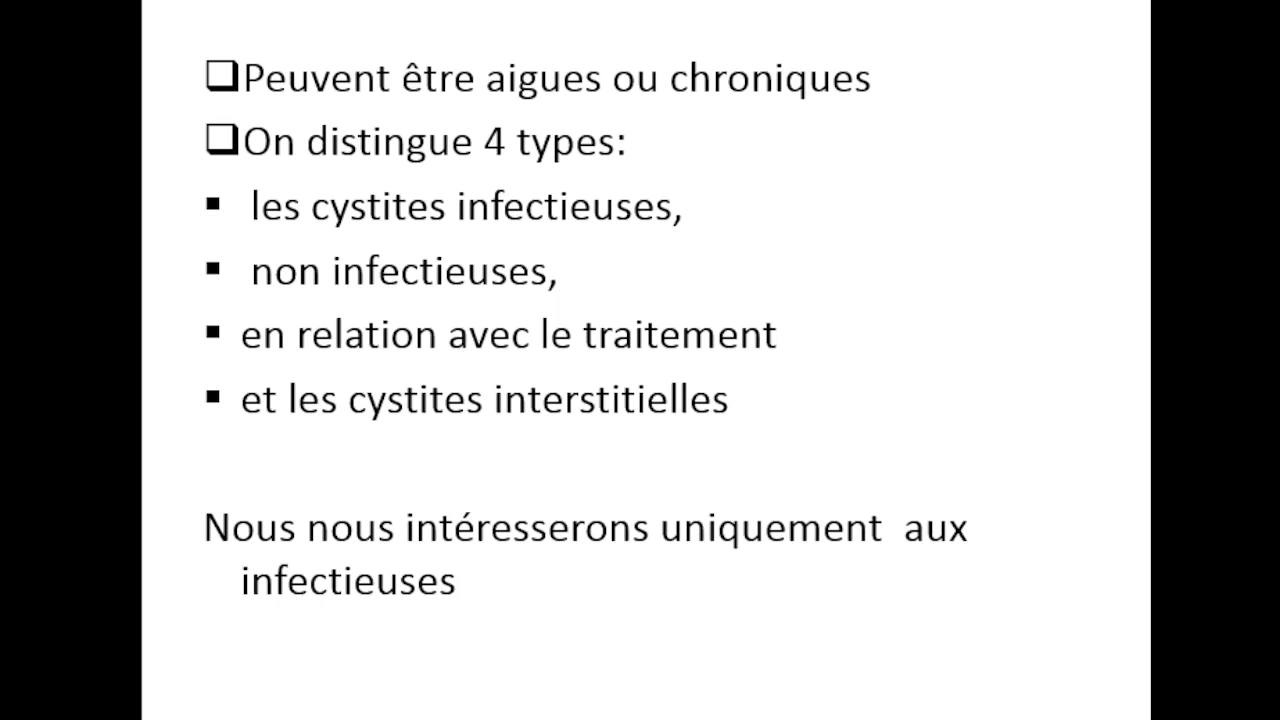 ❑Peuvent être aigues ou chroniques
❑On distingue 4 types:
▪ les cystites infectieuses,
▪ non infectieuses,
▪ en relation avec le traitement
▪ et les cystites interstitielles
Nous nous intéresserons uniquement aux
infectieuses